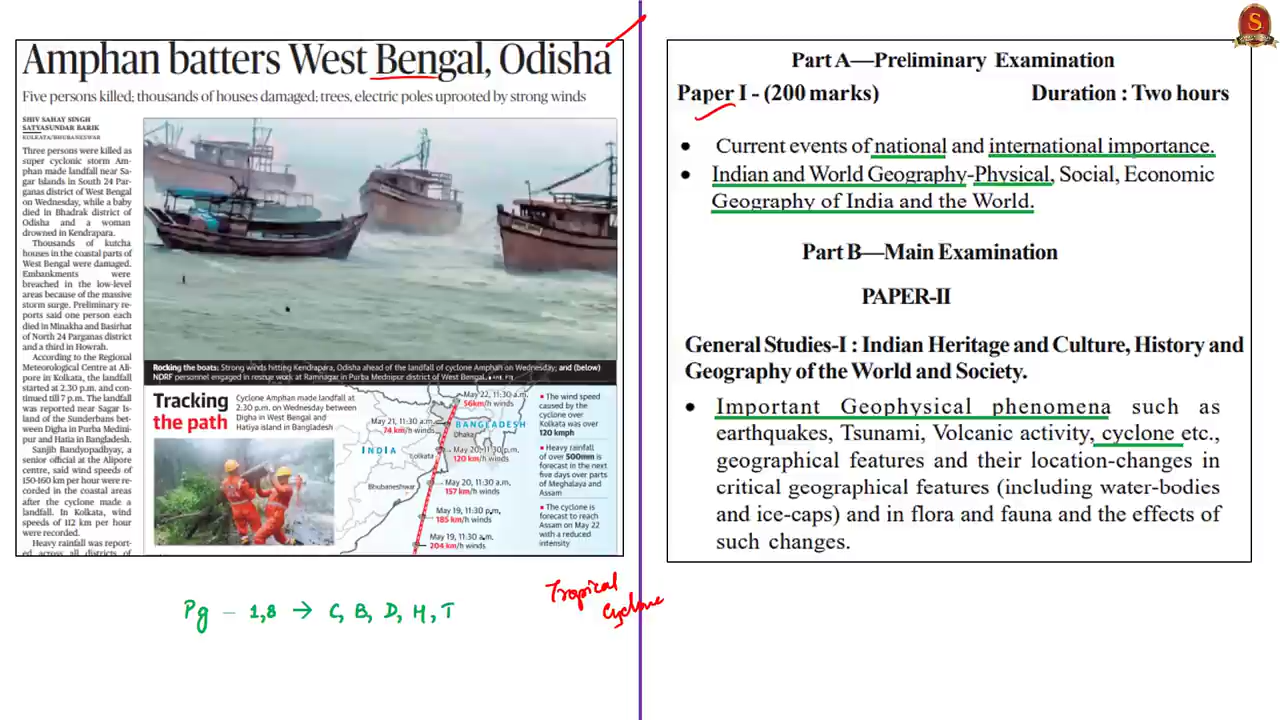 Amphan batters West Bengal, Odisha
Five persons killed; thousands of houses damaged; trees, electric poles uprooted by strong winds
SHIV SAHAY SINGH
SATYASUNDAR BARIK
KOLKATA/BHUBANESWAR
Three persons were killed as
super cyclonic storm Am-
phan made landfall near Sa-
gar Islands in South 24 Par-
ganas district of West Bengal
on Wednesday, while a baby
died in Bhadrak district of
Odisha and a woman
drowned in Kendrapara.
Thousands of kutcha
houses in the coastal parts of
West Bengal were damaged.
Embankments were
breached in the low-level
areas because of the massive
storm surge. Preliminary re-
ports said one person each
died in Minakha and Basirhat
of North 24 Parganas district
and a third in Howrah.
According to the Regional
Meteorological Centre at Ali-
pore in Kolkata, the landfall
started at 2.30 p.m. and con-
tinued till 7 p.m. The landfall
was reported near Sagar Is-
land of the Sunderbans bet-
ween Digha in Purba Medini-
pur and Hatia in Bangladesh.
Sanjib Bandyopadhyay, a
senior official at the Alipore
centre, said wind speeds of
150-160 km per hour were re-
corded in the coastal areas
after the cyclone made a
landfall. In Kolkata, wind
speeds of 112 km per hour
were recorded.
Heavy rainfall was report-
ed across all districts of
Rocking the boats: Strong winds hitting Kendrapara, Odisha ahead of the landfall of cyclone Amphan on Wednesday; and (below)
NDRF personnel engaged in rescue work at Ramnagar in Purba Mednipur district of West Bengal.
Tracking
the path
Cyclone Amphan made landfall at
2.30 p.m. on Wednesday between
Digha in West Bengal and
Hatiya island in Bangladesh
May 22, 11:30 a.m.
56km/h winds
May 21, 11:30 a.m.
74 km/h winds
BANGLADESH
Dhaka
INDIA
Kolkata
May 20, 11:30 p.m.
120 km/h winds
Bhubaneshwar
May 20, 11:30 a.m.
157 km/h winds
May 19, 11:30 p.m.
185 km/h winds
May 19, 11:30 a.m.
204 km/h winds
The wind speed
caused by the
cyclone over
Kolkata was over
120 kmph
Heavy rainfall
of over 500mm is
forecast in the next
five days over parts
of Meghalaya and
Assam
The cyclone is
forecast to reach
Assam on May 22
with a reduced
intensity
Pg – 1,8 → C, B, D, H, T
Tropical
Cyclone
S
Part A—Preliminary Examination
Paper I - (200 marks) Duration : Two hours
• Current events of national and international importance.
• Indian and World Geography-Physical, Social, Economic
Geography of India and the World.
Part B—Main Examination
PAPER-II
General Studies-I : Indian Heritage and Culture, History and
Geography of the World and Society.
• Important Geophysical phenomena such as
earthquakes, Tsunami, Volcanic activity, cyclone etc.,
geographical features and their location-changes in
critical geographical features (including water-bodies
and ice-caps) and in flora and fauna and the effects of
such changes.